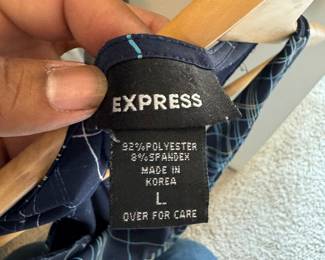 EXPRESS
92% POLYESTER
8% SPANDEX
MADE IN
KOREA
L
OVER FOR CARE